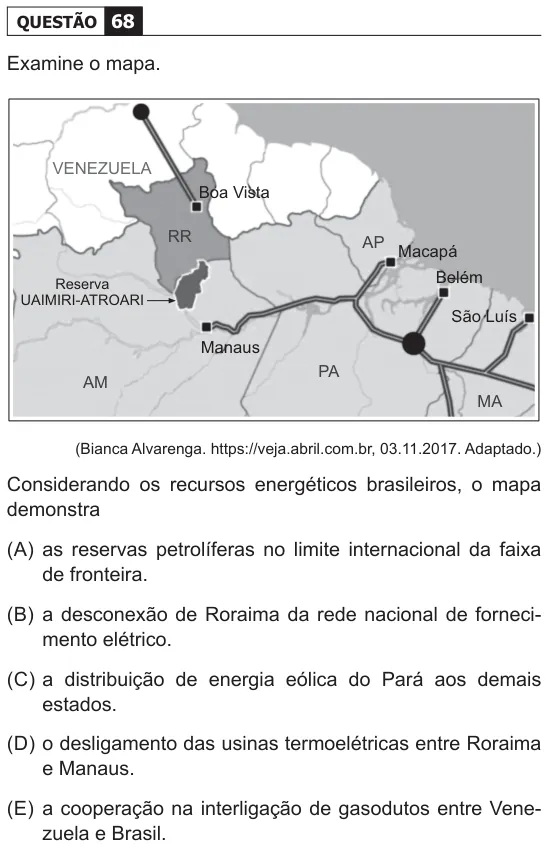 QUESTÃO 68
Examine o mapa.
VENEZUELA
Boa Vista
RR
AP
Macapá
Belém
Reserva
UAIMIRI-ATROARI
São Luís
Manaus
PA
AM
MA
(Bianca Alvarenga. https://veja.abril.com.br, 03.11.2017. Adaptado.)
Considerando os recursos energéticos brasileiros, o mapa
demonstra
(A) as reservas petrolíferas no limite internacional da faixa
de fronteira.
(B) a desconexão de Roraima da rede nacional de forneci-
mento elétrico.
(C) a distribuição de energia eólica do Pará aos demais
estados.
(D) o desligamento das usinas termoelétricas entre Roraima
e Manaus.
(E) a cooperação na interligação de gasodutos entre Vene-
zuela e Brasil.